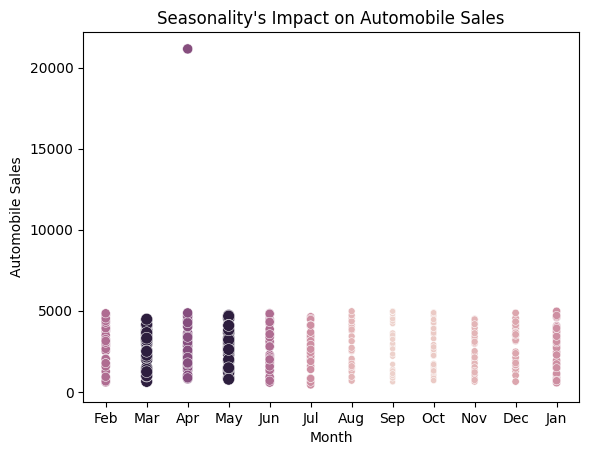 Seasonality's Impact on Automobile Sales
20000
15000
10000
5000
0
Automobile Sales
Feb Mar Apr May Jun Jul Aug Sep Oct Nov Dec Jan
Month